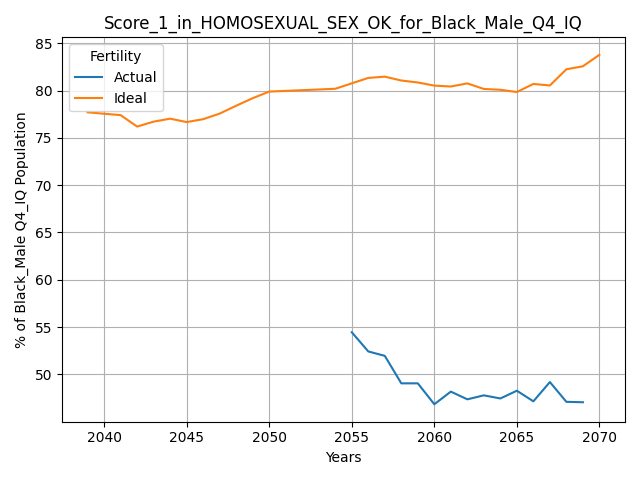 Score_1_in_HOMOSEXUAL_SEX_OK_for_Black_Male_Q4_IQ
Fertility
Actual
Ideal
% of Black_Male Q4_IQ Population
85
80
75
70
65
60
55
50
2040 2045 2050 2055 2060 2065 2070
Years